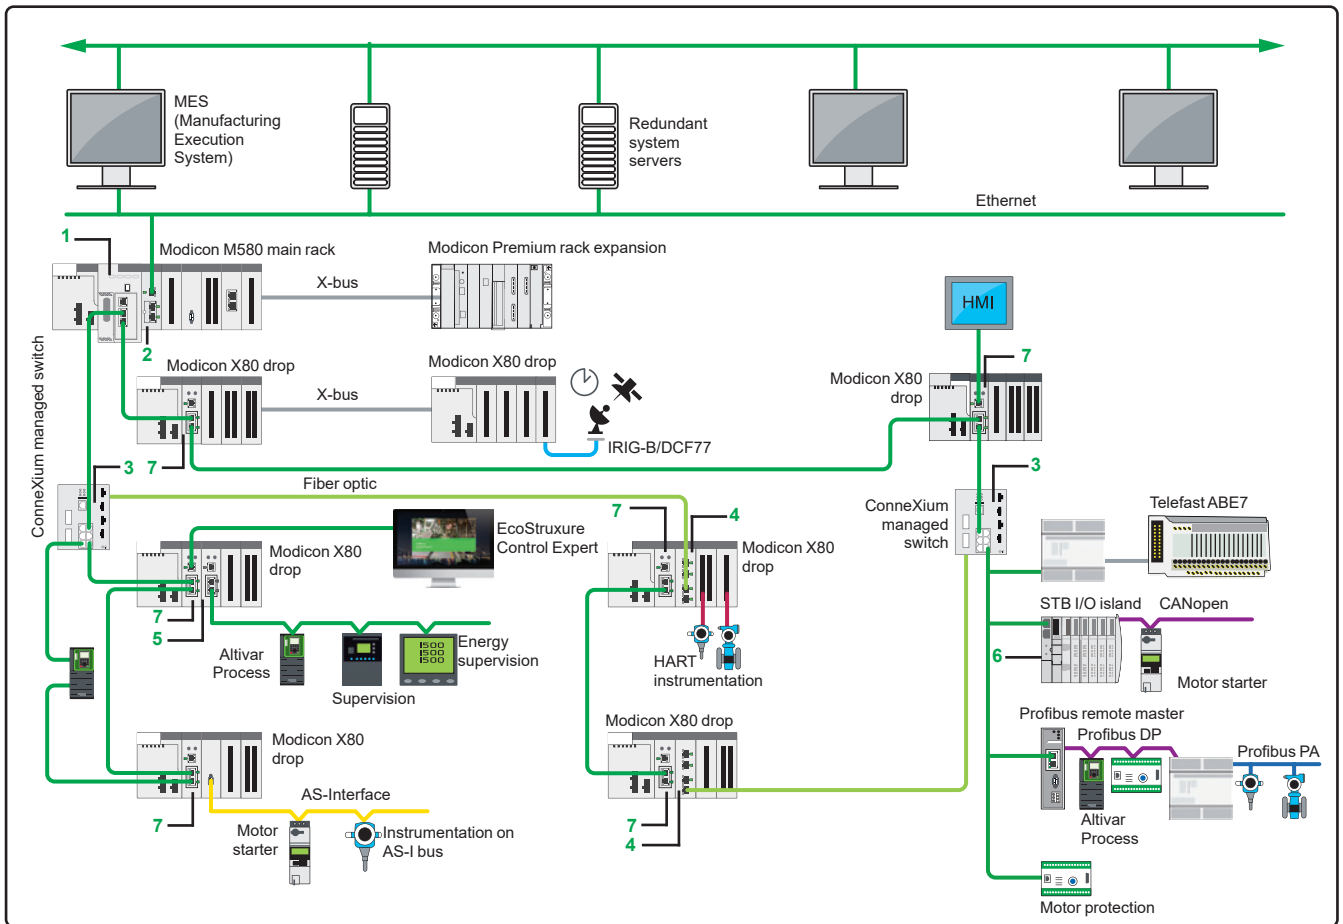 MES
(Manufacturing
Execution
System)
Redundant
system
servers
Ethernet
1
Modicon M580 main rack
X-bus
Modicon Premium rack expansion
2
HMI
7
Modicon X80 drop
X-bus
Modicon X80 drop
IRIG-B/DCF77
Modicon X80
drop
ConneXium managed switch
3
7
Fiber optic
3
ConneXium
managed
switch
Telefast ABE7
Modicon X80
drop
EcoStruxure
Control Expert
7
4
Modicon X80
drop
7
5
Altivar
Process
Supervision
1500
1500
1500
Energy
supervision
HART
instrumentation
STB I/O island
CANopen
6
Motor starter
Modicon X80
drop
Modicon X80 drop
Profibus remote master
Profibus DP
Profibus PA
7
AS-Interface
Motor
starter
Instrumentation on
AS-I bus
7
4
Altivar
Process
Motor protection